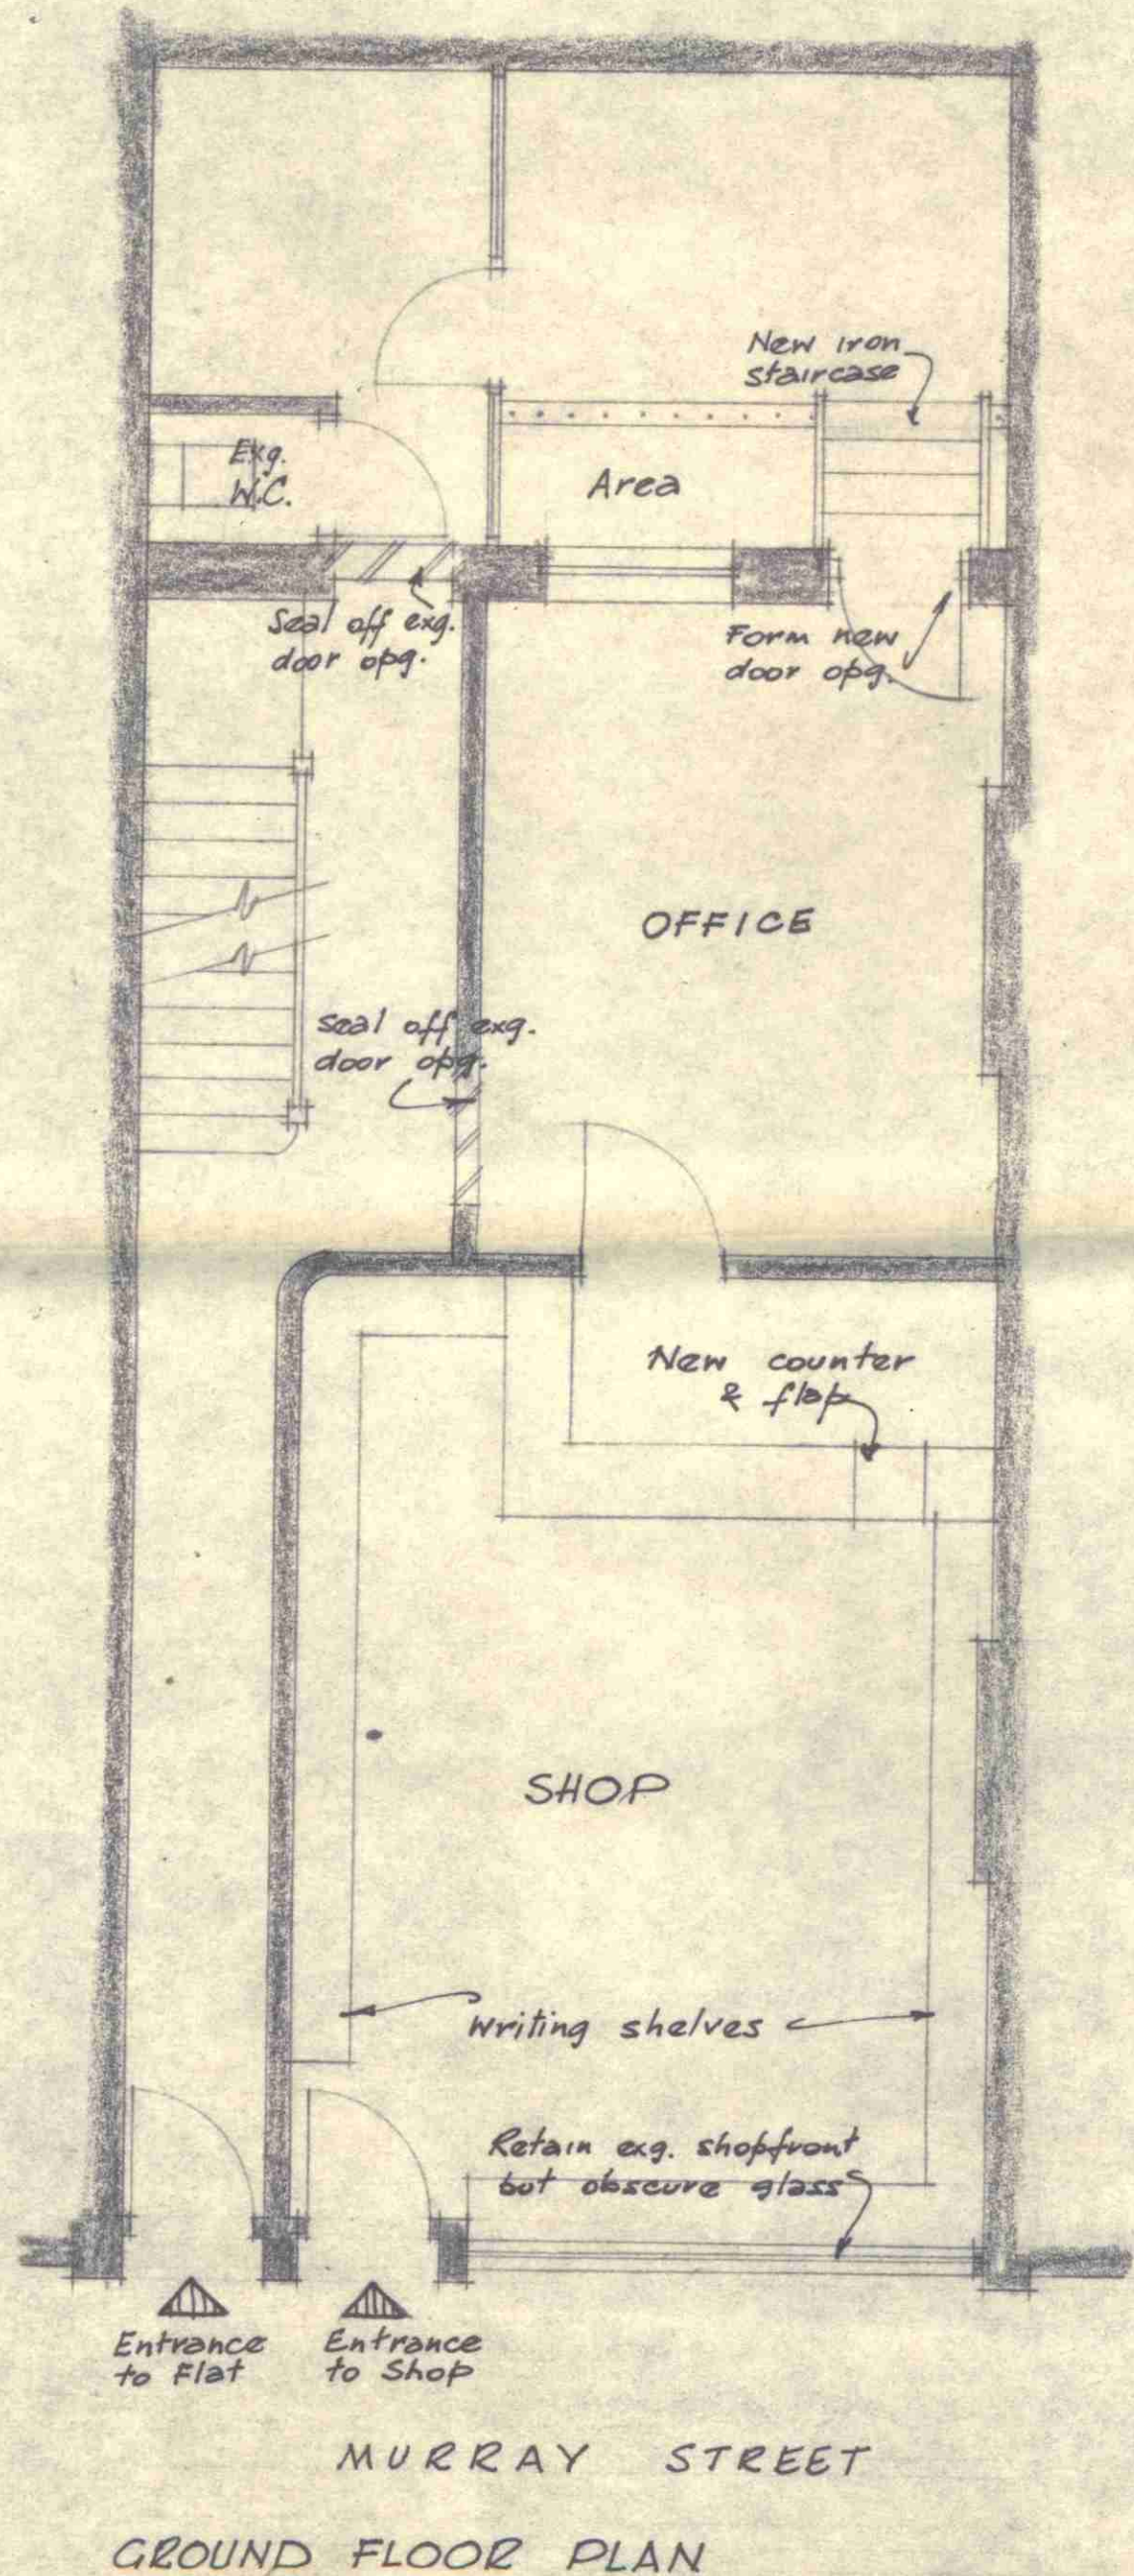 New iron
staircase
Exg.
W.C.
Area
Seal off exg.
door opg.
Form new
door opg.
OFFICE
Seal off exg.
door opg.
New counter
& flap
SHOP
Writing shelves
Retain exg. shopfront
but obscure glass
Entrance
to Flat
Entrance
to Shop
MURRAY STREET
GROUND FLOOR PLAN